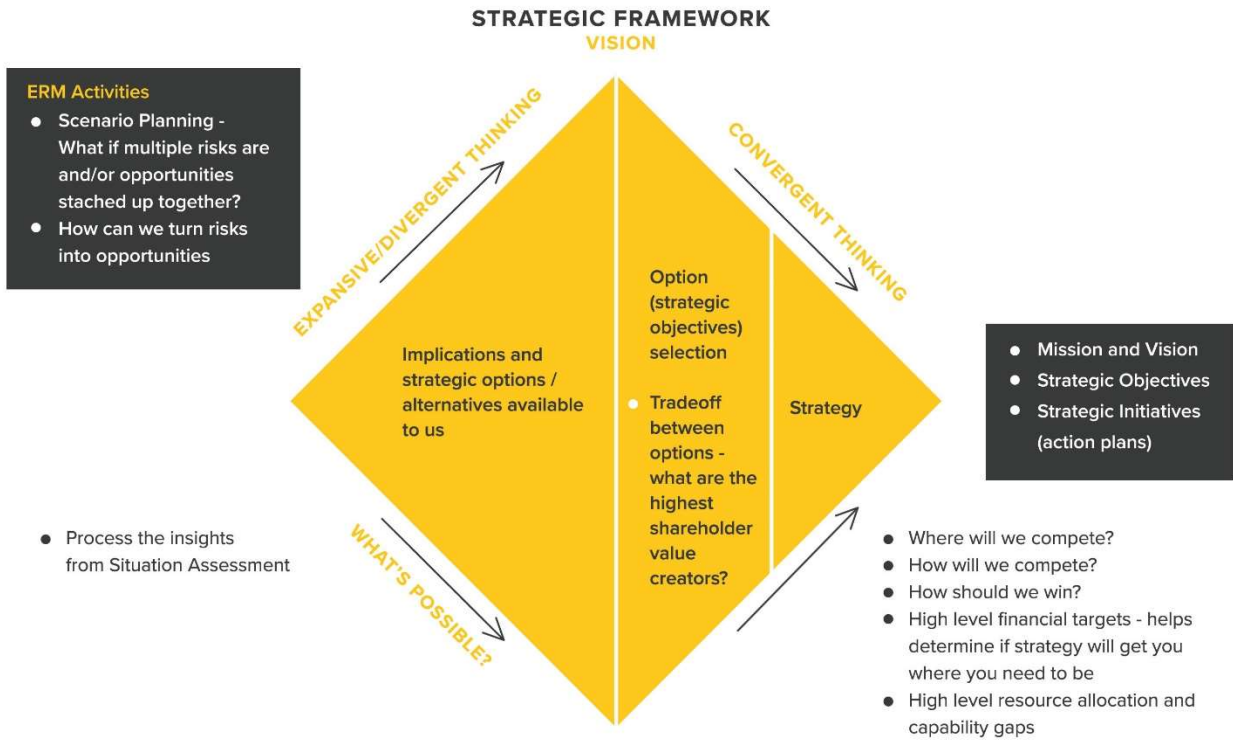 STRATEGIC FRAMEWORK
VISION
ERM Activities
● Scenario Planning -
What if multiple risks are
and/or opportunities
stached up together?
● How can we turn risks
into opportunities
EXPANSIVE/DIVERGENT THINKING
CONVERGENT THINKING
Implications and
strategic options /
alternatives available
to us
Option
(strategic
objectives)
selection
● Tradeoff
between
options -
what are the
highest
shareholder
value
creators?
Strategy
● Mission and Vision
● Strategic Objectives
● Strategic Initiatives
(action plans)
● Process the insights
from Situation Assessment
WHAT'S POSSIBLE?
● Where will we compete?
● How will we compete?
● How should we win?
● High level financial targets - helps
determine if strategy will get you
where you need to be
● High level resource allocation and
capability gaps